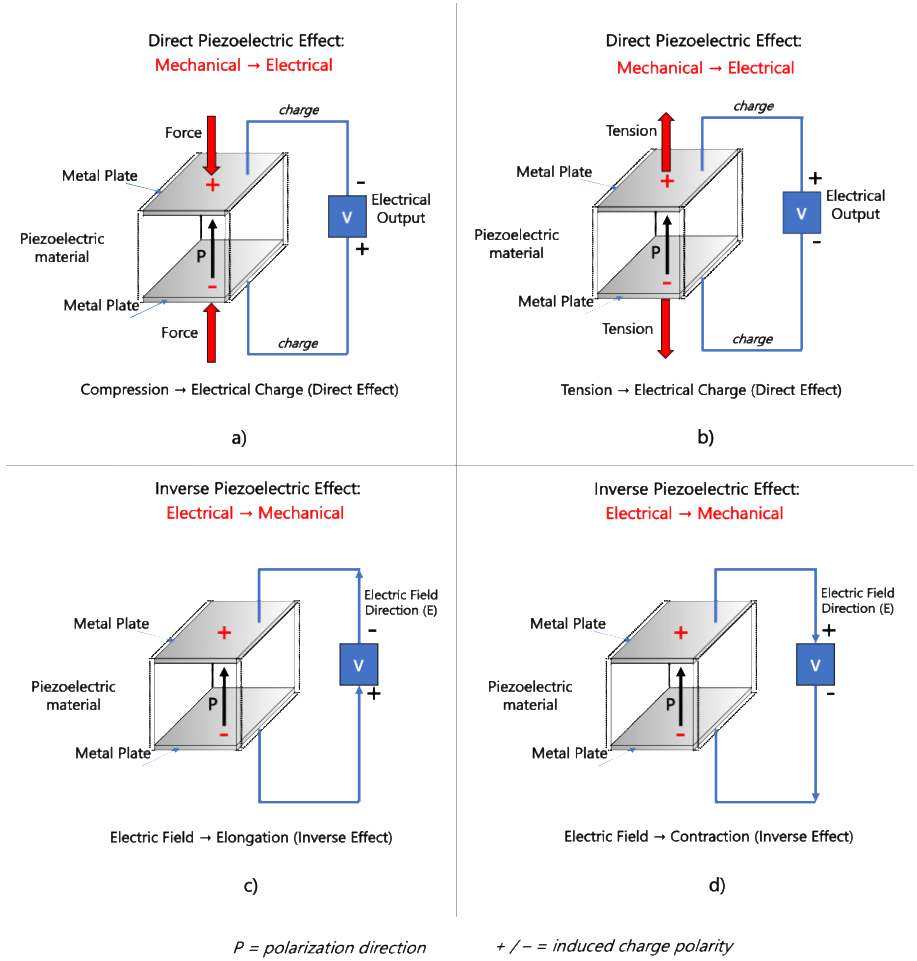 Direct Piezoelectric Effect:
Mechanical → Electrical
charge
Force
Metal Plate
+
-
Electrical
Output
V
Piezoelectric
material
P
+
-
Metal Plate
Force
charge
Compression → Electrical Charge (Direct Effect)
a)
Direct Piezoelectric Effect:
Mechanical → Electrical
charge
Tension
Metal Plate
+
+
Electrical
Output
V
Piezoelectric
material
P
-
-
Metal Plate
Tension
charge
Tension → Electrical Charge (Direct Effect)
b)
Inverse Piezoelectric Effect:
Electrical → Mechanical
Electric Field
Direction (E)
Metal Plate
+
-
V
Piezoelectric
material
P
+
-
Metal Plate
Electric Field → Elongation (Inverse Effect)
c)
Inverse Piezoelectric Effect:
Electrical → Mechanical
Electric Field
Direction (E)
Metal Plate
+
+
V
Piezoelectric
material
P
-
-
Metal Plate
Electric Field → Contraction (Inverse Effect)
d)
P = polarization direction
+ / – = induced charge polarity